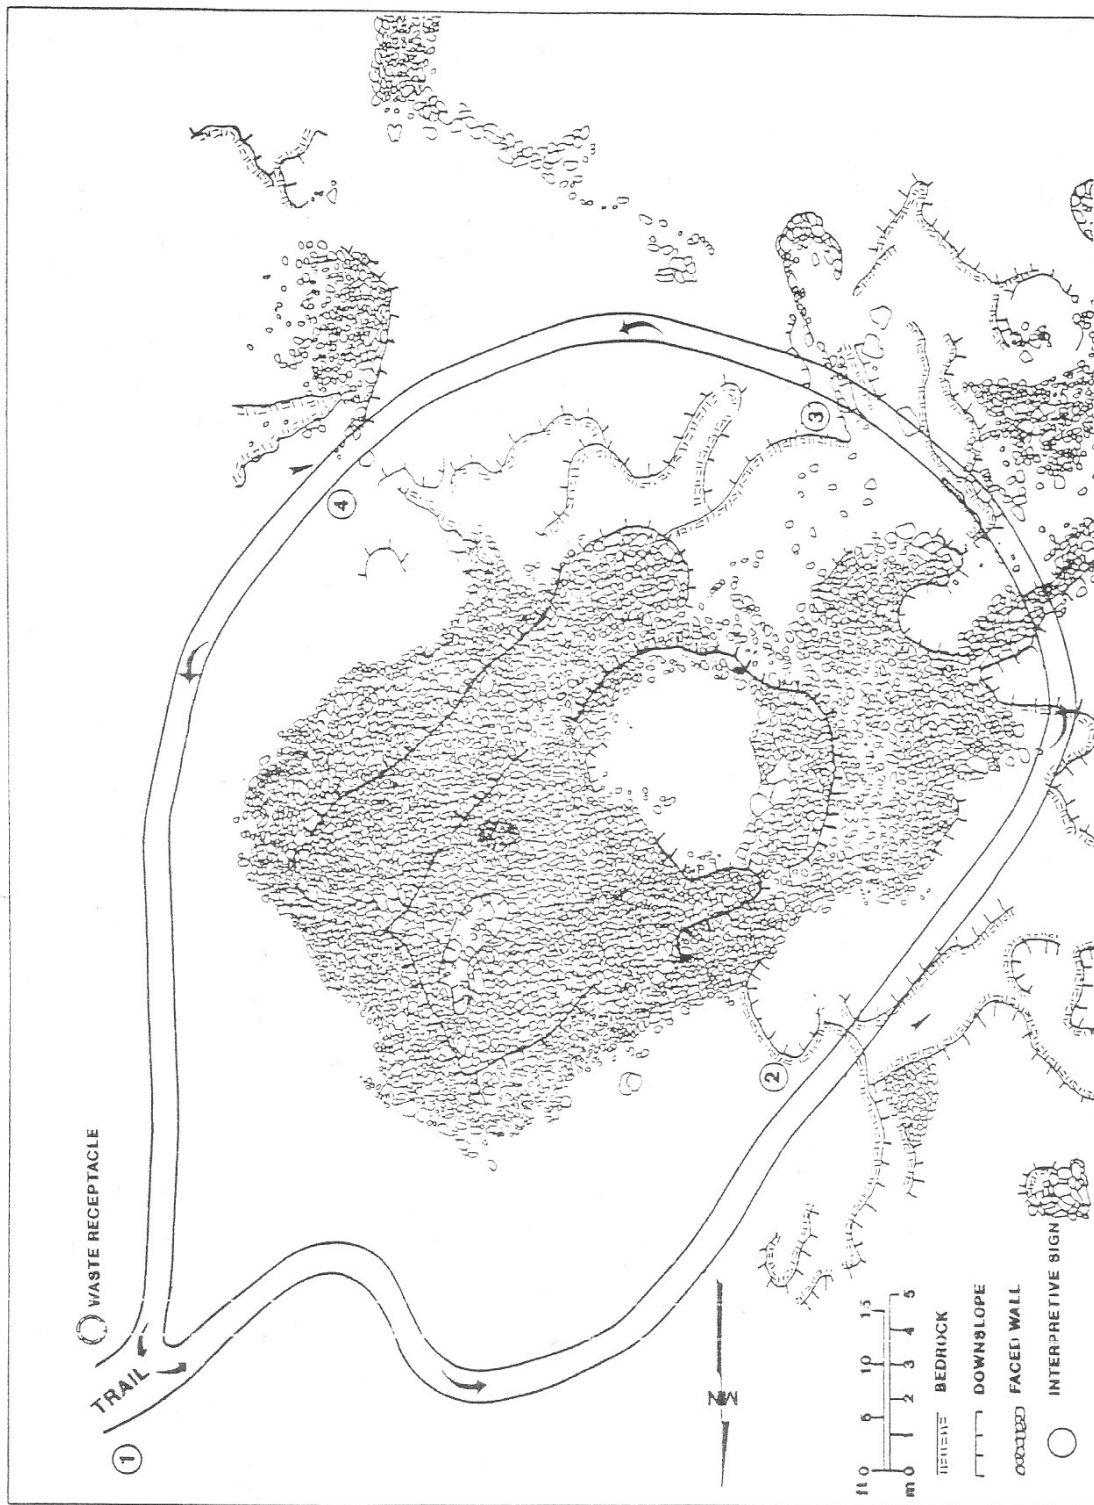 WASTE RECEPTACLE
TRAIL
1
2
3
4
MN
ft 0 5 10 15
m 0 1 2 3 4 5
BEDROCK
DOWNSLOPE
FACED WALL
INTERPRETIVE SIGN